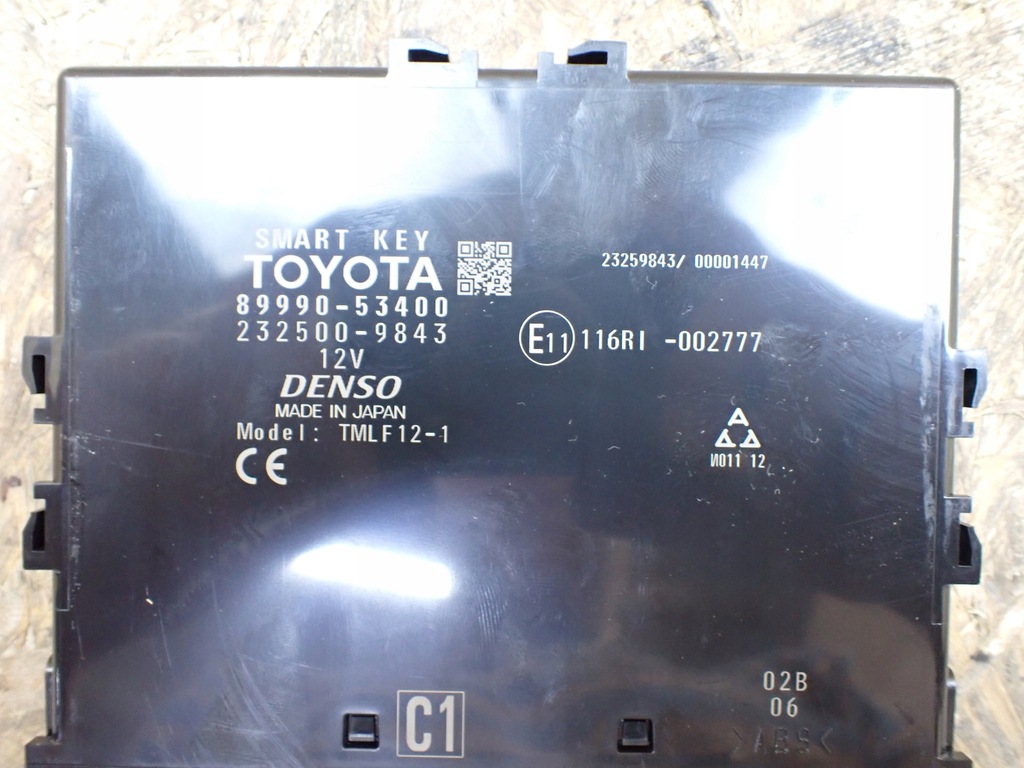 SMART KEY
TOYOTA
89990-53400
232500-9843
12V
DENSO
MADE IN JAPAN
Model: TMLF12-1
CE
23259843/ 00001447
E11 116RI -002777
AAA
И011 12
02B
06
>ABS<
C1